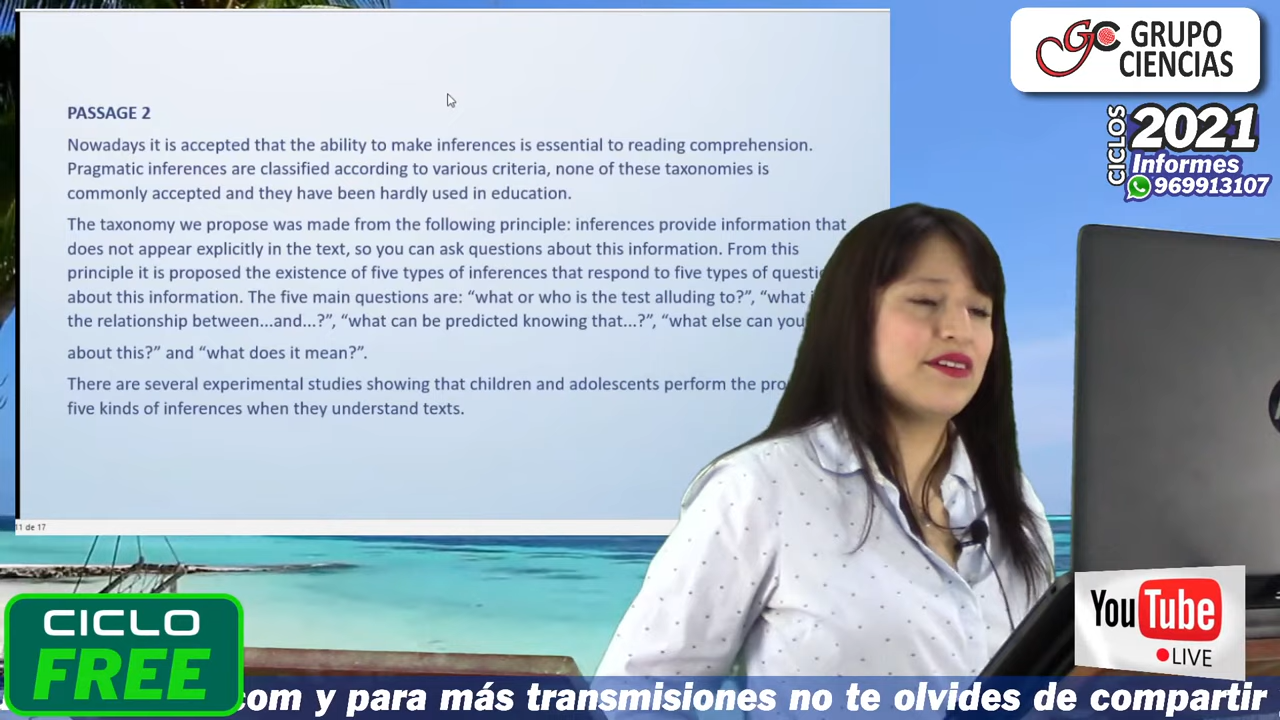 PASSAGE 2
Nowadays it is accepted that the ability to make inferences is essential to reading comprehension.
Pragmatic inferences are classified according to various criteria, none of these taxonomies is
commonly accepted and they have been hardly used in education.
The taxonomy we propose was made from the following principle: inferences provide information that
does not appear explicitly in the text, so you can ask questions about this information. From this
principle it is proposed the existence of five types of inferences that respond to five types of
about this information. The five main questions are: “what or who is the test alluding to?”, “what
the relationship between...and...?”, “what can be predicted knowing that...?”, “what else can you
about this?” and “what does it mean?”.
There are several experimental studies showing that children and adolescents perform the
five kinds of inferences when they understand texts.
11 de 17
GC GRUPO
CIENCIAS
CICLOS
2021
Informes
969913107
CICLO
FREE
YouTube
LIVE
com y para más transmisiones no te olvides de compartir